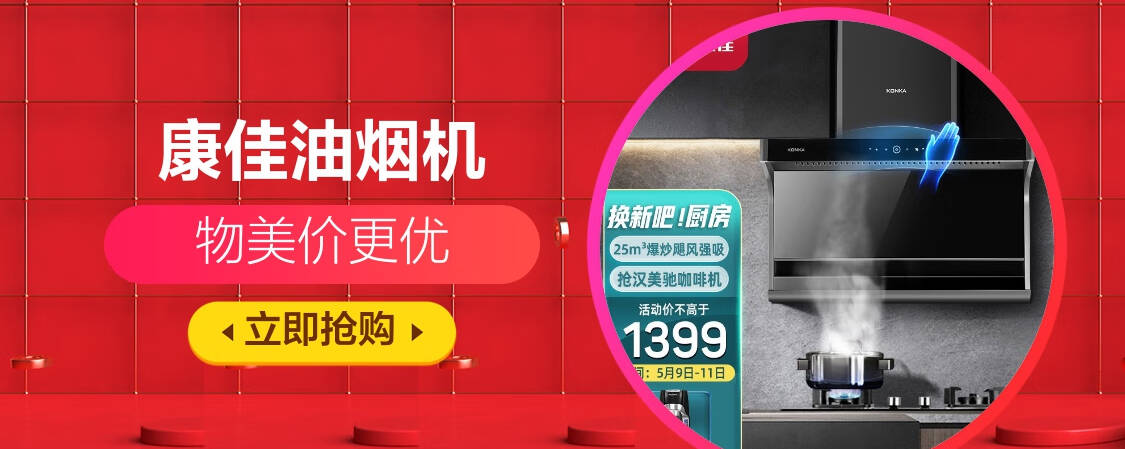 康佳油烟机
物美价更优
立即抢购
KONKA
KONKA
换新吧!厨房
25m³爆炒飓风强吸
抢汉美驰咖啡机
活动价不高于
1399
间：5月9日-11日